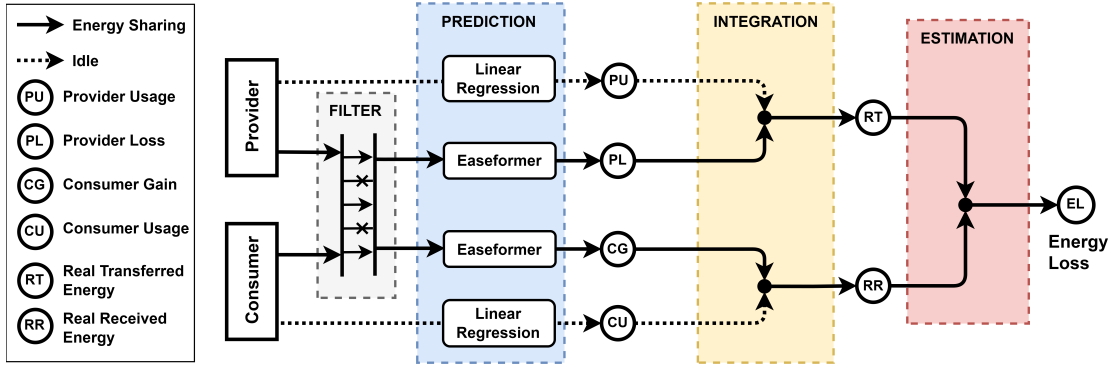 Energy Sharing
Idle
PU Provider Usage
PL Provider Loss
CG Consumer Gain
CU Consumer Usage
RT Real Transferred
Energy
RR Real Received
Energy
Provider
Consumer
FILTER
PREDICTION
Linear
Regression
Easeformer
Easeformer
Linear
Regression
PU
PL
CG
CU
INTEGRATION
RT
RR
ESTIMATION
EL
Energy
Loss